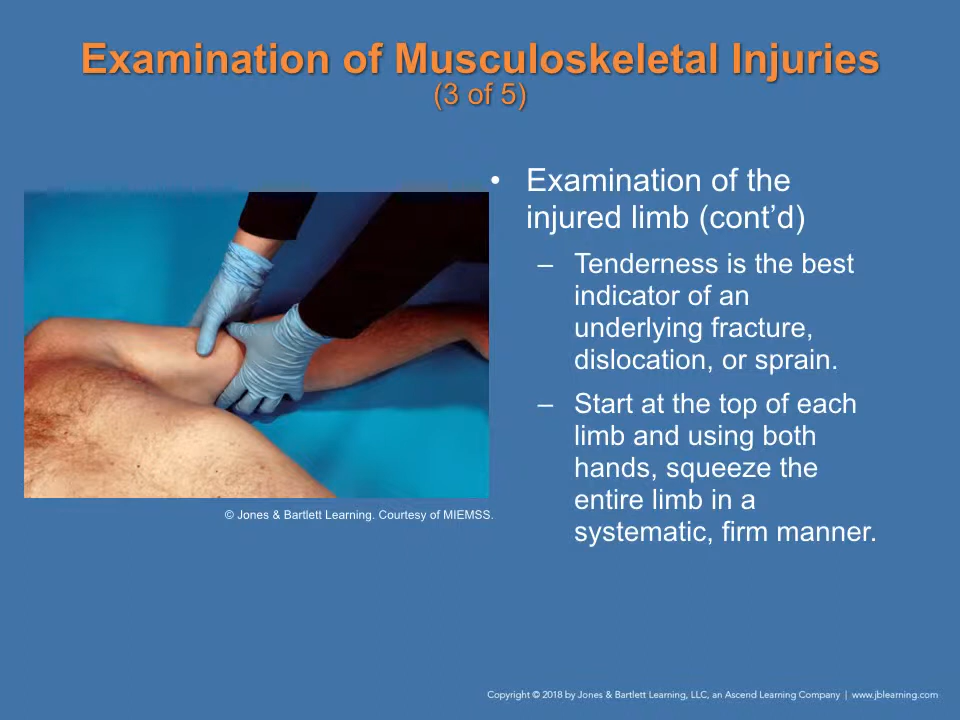 Examination of Musculoskeletal Injuries
(3 of 5)
• Examination of the
injured limb (cont’d)
– Tenderness is the best
indicator of an
underlying fracture,
dislocation, or sprain.
– Start at the top of each
limb and using both
hands, squeeze the
entire limb in a
systematic, firm manner.
© Jones & Bartlett Learning. Courtesy of MIEMSS.
Copyright © 2018 by Jones & Bartlett Learning, LLC, an Ascend Learning Company | www.jblearning.com